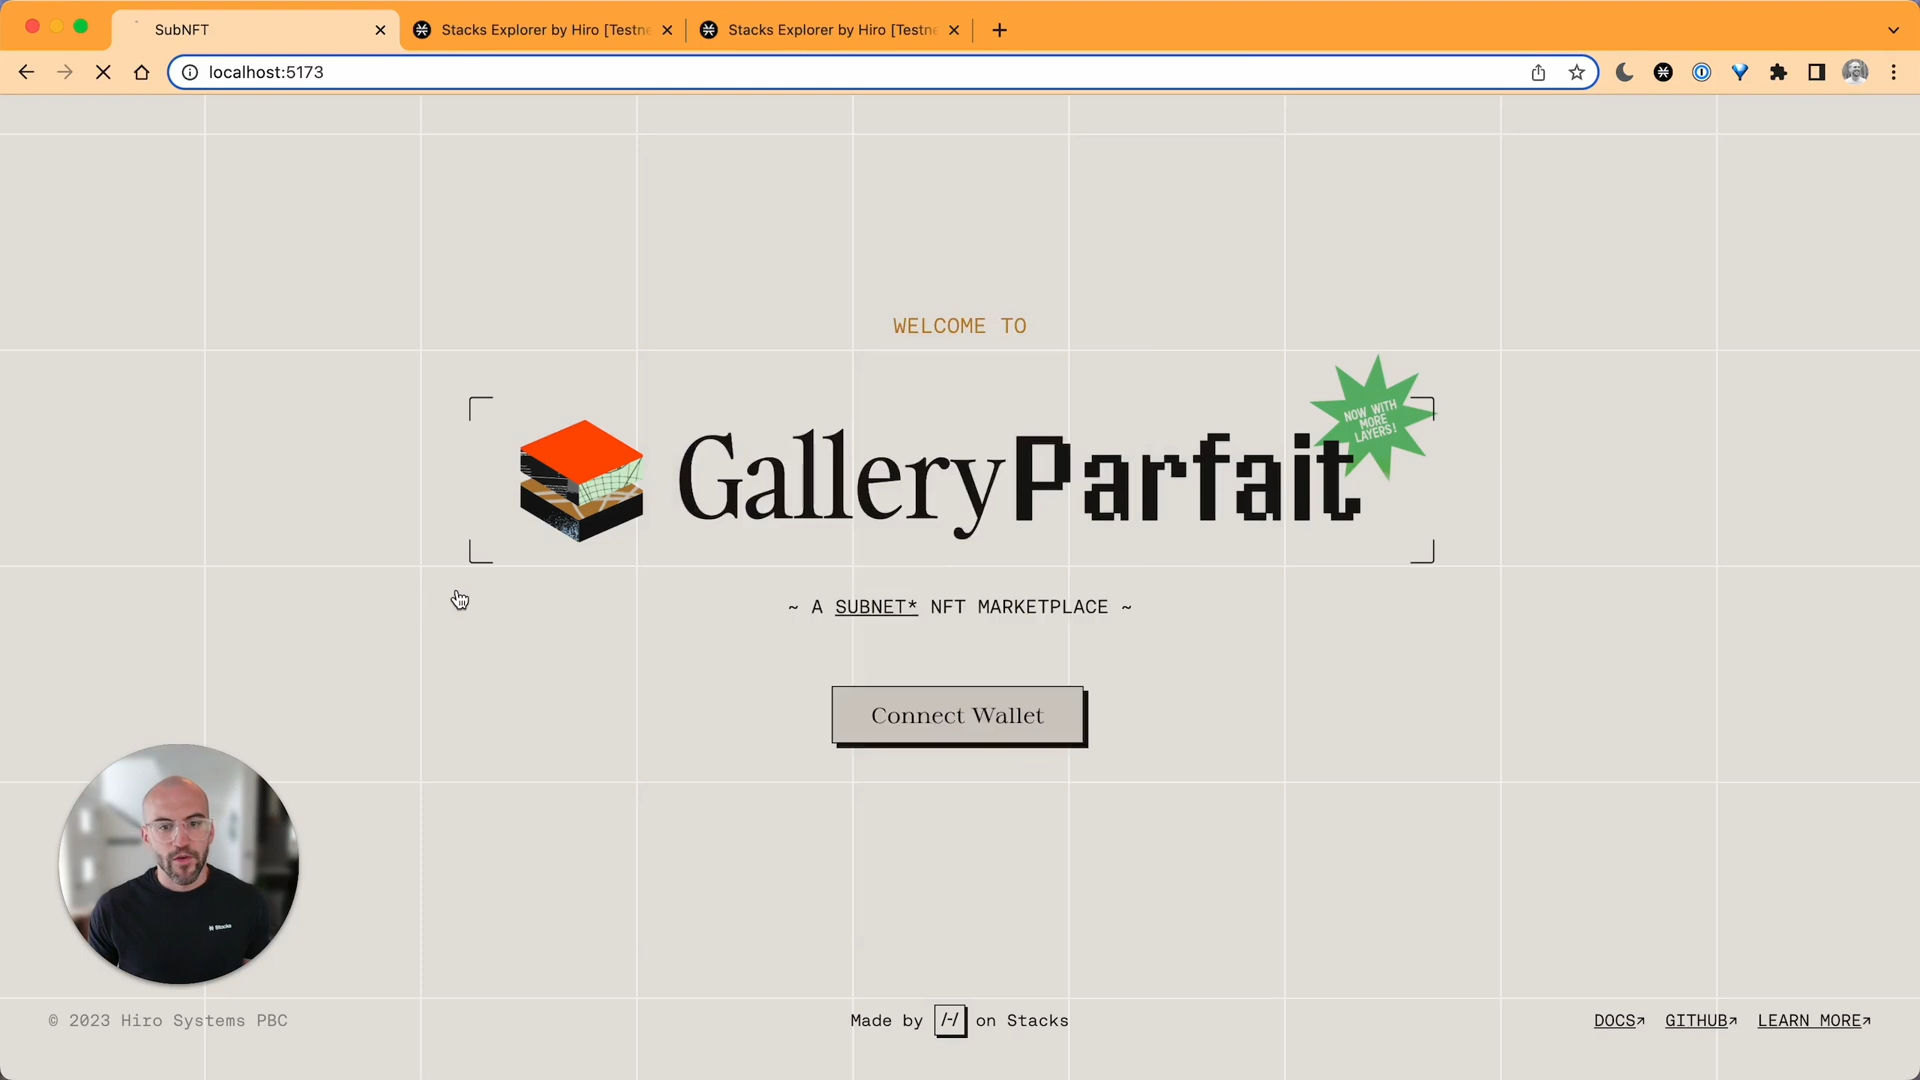 SubNFT
Stacks Explorer by Hiro [Testne
Stacks Explorer by Hiro [Testne
localhost:5173
WELCOME TO
NOW WITH
MORE
LAYERS!
GalleryParfait
~ A SUBNET* NFT MARKETPLACE ~
Connect Wallet
Stacks
© 2023 Hiro Systems PBC
Made by /-/ on Stacks
DOCS↗ GITHUB↗ LEARN MORE↗